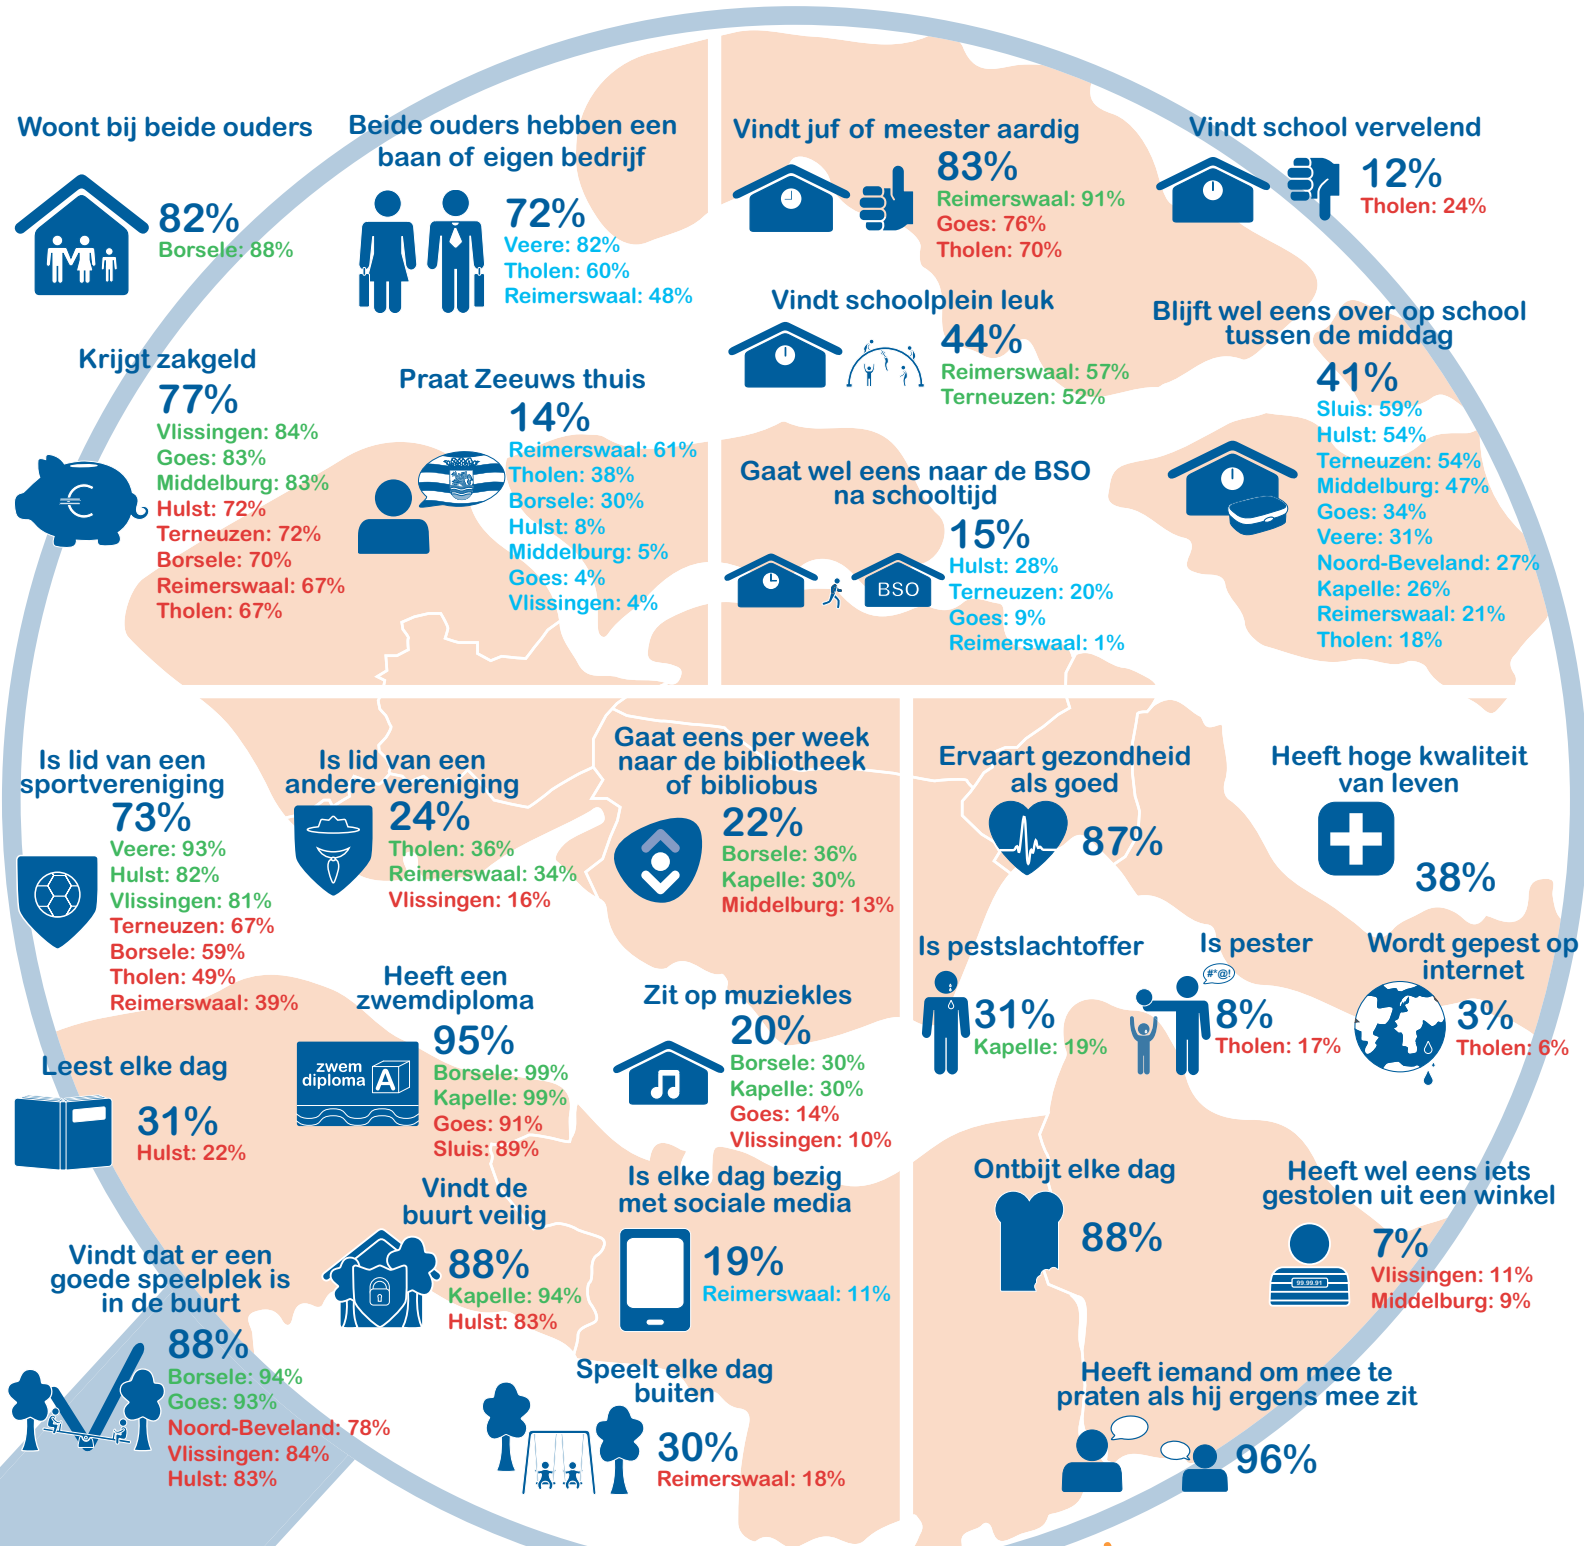 Woont bij beide ouders
82%
Borsele: 88%
Beide ouders hebben een
baan of eigen bedrijf
72%
Veere: 82%
Tholen: 60%
Reimerswaal: 48%
Krijgt zakgeld
77%
Vlissingen: 84%
Goes: 83%
Middelburg: 83%
Hulst: 72%
Terneuzen: 72%
Borsele: 70%
Reimerswaal: 67%
Tholen: 67%
Praat Zeeuws thuis
14%
Reimerswaal: 61%
Tholen: 38%
Borsele: 30%
Hulst: 8%
Middelburg: 5%
Goes: 4%
Vlissingen: 4%
Vindt juf of meester aardig
83%
Reimerswaal: 91%
Goes: 76%
Tholen: 70%
Vindt school vervelend
12%
Tholen: 24%
Vindt schoolplein leuk
44%
Reimerswaal: 57%
Terneuzen: 52%
Blijft wel eens over op school
tussen de middag
41%
Sluis: 59%
Hulst: 54%
Terneuzen: 54%
Middelburg: 47%
Goes: 34%
Veere: 31%
Noord-Beveland: 27%
Kapelle: 26%
Reimerswaal: 21%
Tholen: 18%
Gaat wel eens naar de BSO
na schooltijd
BSO
15%
Hulst: 28%
Terneuzen: 20%
Goes: 9%
Reimerswaal: 1%
Is lid van een
sportvereniging
73%
Veere: 93%
Hulst: 82%
Vlissingen: 81%
Terneuzen: 67%
Borsele: 59%
Tholen: 49%
Reimerswaal: 39%
Is lid van een
andere vereniging
24%
Tholen: 36%
Reimerswaal: 34%
Vlissingen: 16%
Gaat eens per week
naar de bibliotheek
of bibliobus
22%
Borsele: 36%
Kapelle: 30%
Middelburg: 13%
Leest elke dag
31%
Hulst: 22%
Heeft een
zwemdiploma
zwem
diploma A
95%
Borsele: 99%
Kapelle: 99%
Goes: 91%
Sluis: 89%
Zit op muziekles
20%
Borsele: 30%
Kapelle: 30%
Goes: 14%
Vlissingen: 10%
Vindt dat er een
goede speelplek is
in de buurt
88%
Borsele: 94%
Goes: 93%
Noord-Beveland: 78%
Vlissingen: 84%
Hulst: 83%
Vindt de
buurt veilig
88%
Kapelle: 94%
Hulst: 83%
Is elke dag bezig
met sociale media
19%
Reimerswaal: 11%
Speelt elke dag
buiten
30%
Reimerswaal: 18%
Ervaart gezondheid
als goed
87%
Heeft hoge kwaliteit
van leven
38%
Is pestslachtoffer
31%
Kapelle: 19%
Is pester
#*@!
8%
Tholen: 17%
Wordt gepest op
internet
3%
Tholen: 6%
Ontbijt elke dag
88%
Heeft wel eens iets
gestolen uit een winkel
99.99.91
7%
Vlissingen: 11%
Middelburg: 9%
Heeft iemand om mee te
praten als hij ergens mee zit
96%